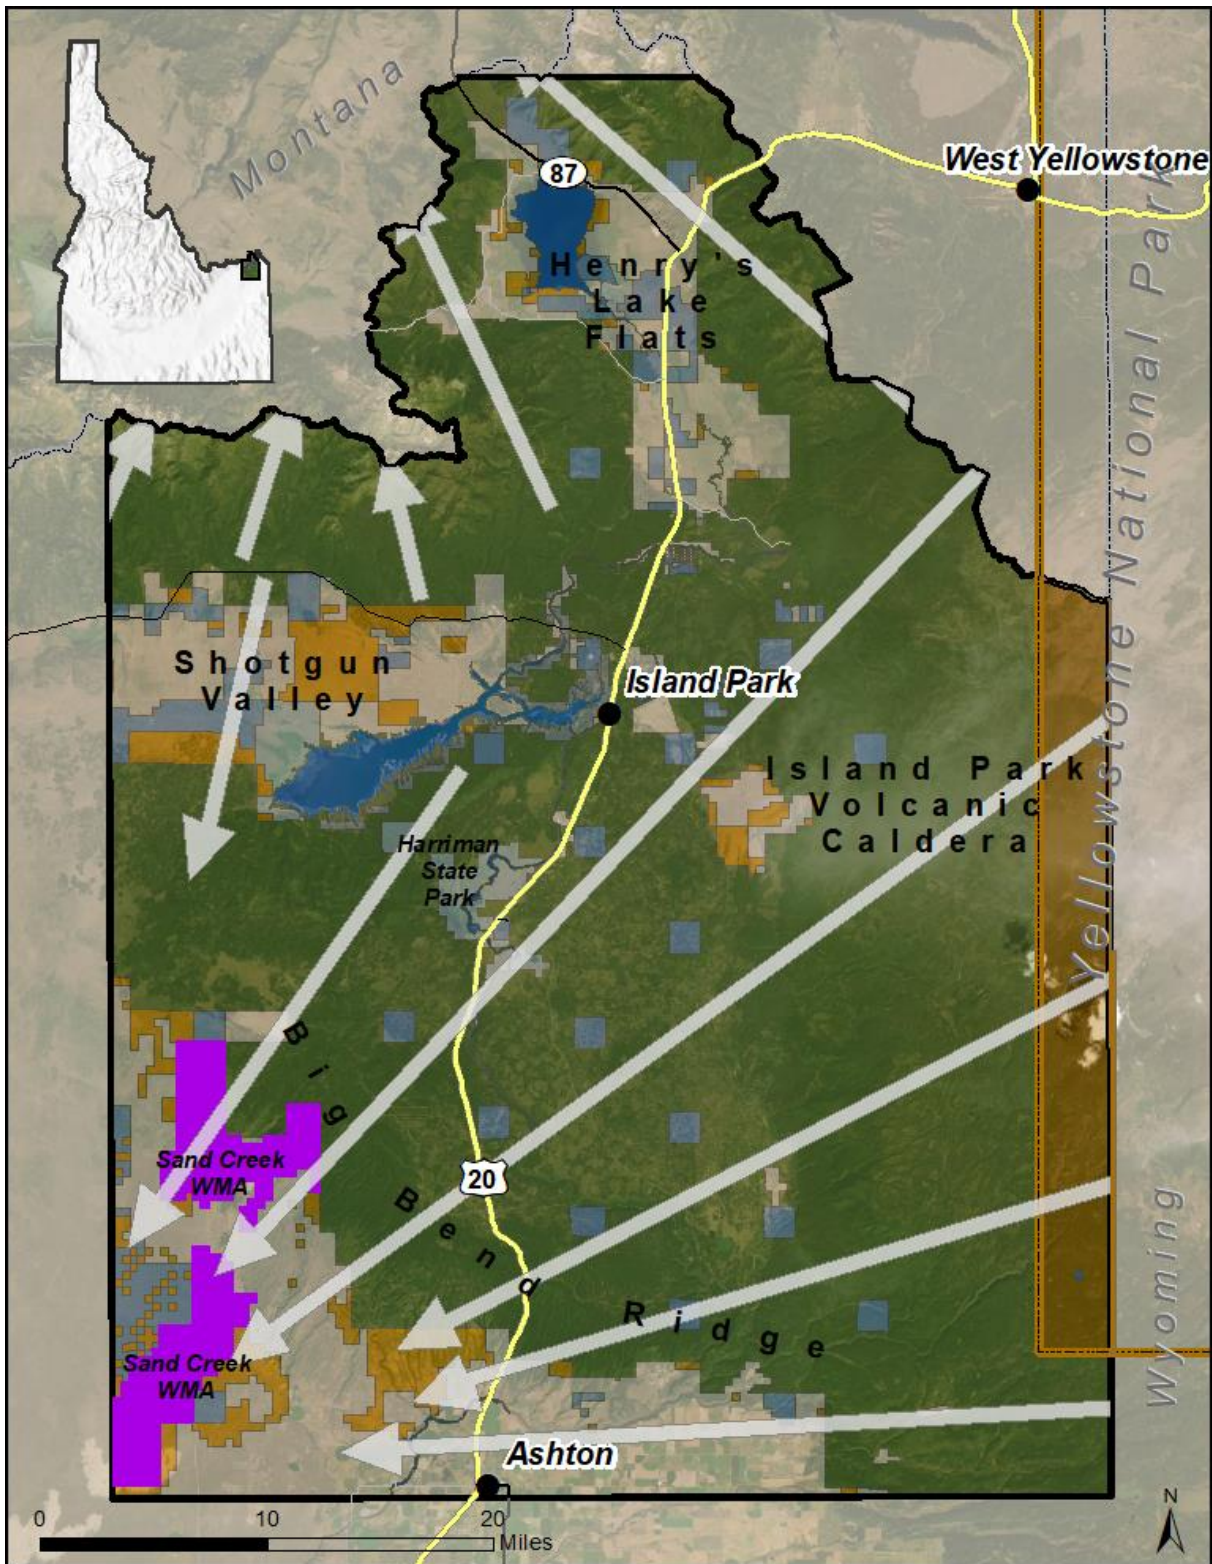 Montana
N
West Yellowstone
87
Henry's
Lake
Flats
Yellowstone National Park
Shotgun
Valley
Island Park
Island Park
Volcanic
Caldera
Harriman
State
Park
Big Bend Ridge
Sand Creek
WMA
20
Sand Creek
WMA
Wyoming
Ashton
0 10 20
Miles
N